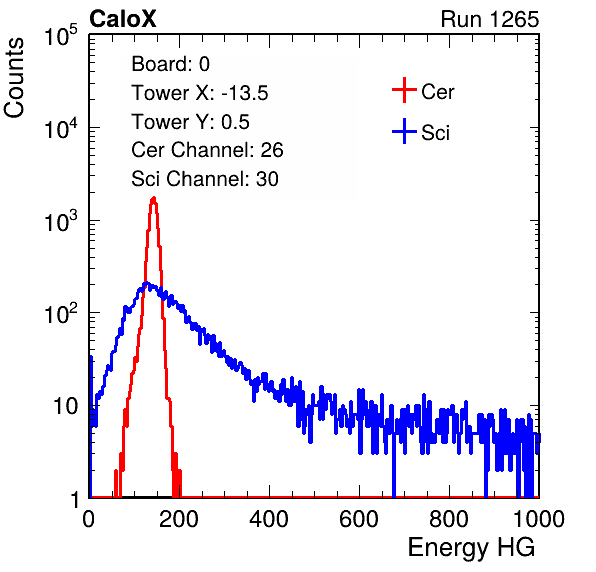 CaloX Run 1265
Counts
10^5
10^4
10^3
10^2
10
1
Board: 0
Tower X: -13.5
Tower Y: 0.5
Cer Channel: 26
Sci Channel: 30
Cer
Sci
0 200 400 600 800 1000
Energy HG